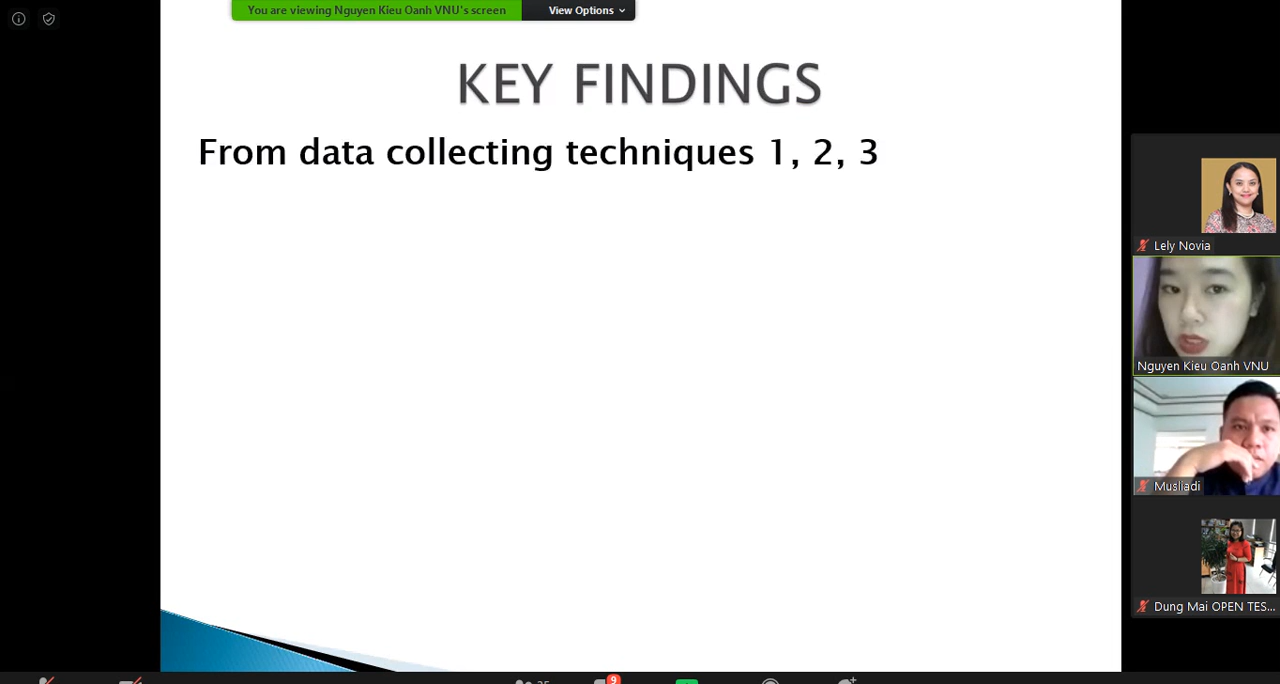 You are viewing Nguyen Kieu Oanh VNU's screen
View Options
KEY FINDINGS
From data collecting techniques 1, 2, 3
Lely Novia
Nguyen Kieu Oanh VNU
Musliadi
Dung Mai OPEN TES...
9